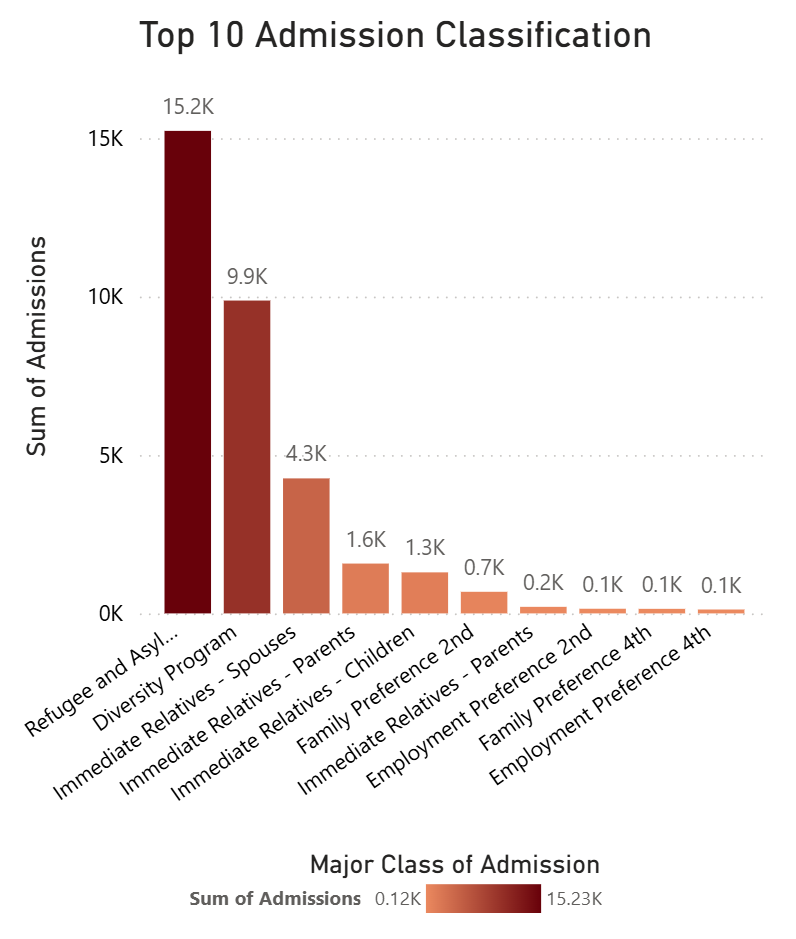 Top 10 Admission Classification
15.2K
15K
9.9K
10K
Sum of Admissions
4.3K
5K
1.6K
1.3K
0.7K
0.2K
0.1K
0.1K
0.1K
0K
Refugee and Asyl...
Diversity Program
Immediate Relatives - Spouses
Immediate Relatives - Parents
Immediate Relatives - Children
Family Preference 2nd
Immediate Relatives - Parents
Employment Preference 2nd
Family Preference 4th
Employment Preference 4th
Major Class of Admission
Sum of Admissions 0.12K 15.23K